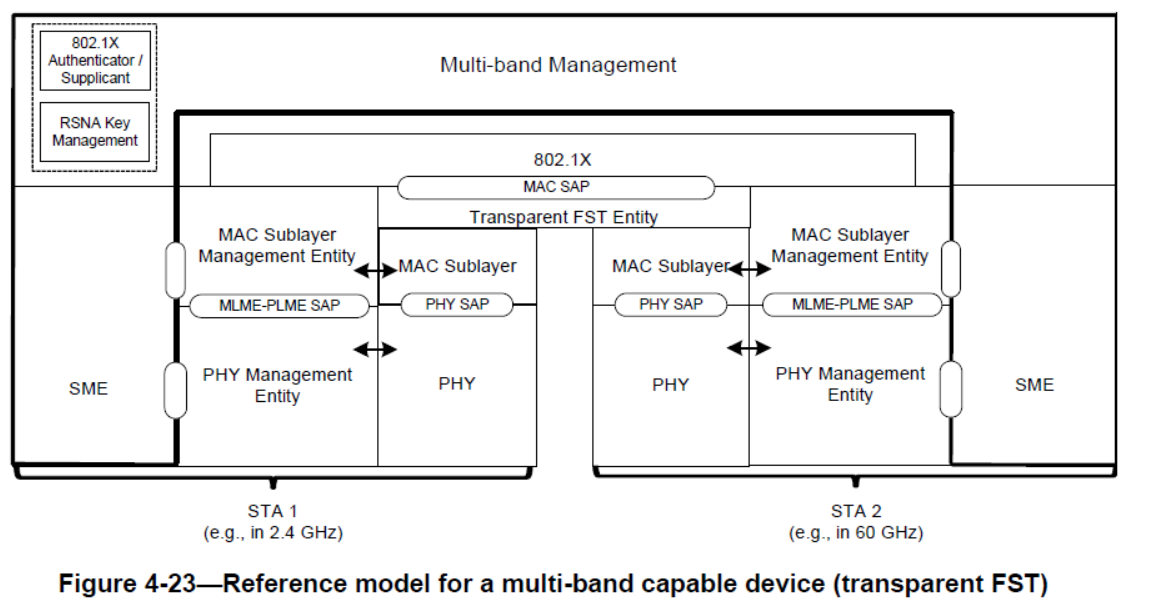 802.1X
Authenticator /
Supplicant
RSNA Key
Management
Multi-band Management
802.1X
MAC SAP
Transparent FST Entity
MAC Sublayer
Management Entity
MAC Sublayer
MAC Sublayer
MAC Sublayer
Management Entity
MLME-PLME SAP
PHY SAP
PHY SAP
MLME-PLME SAP
SME
PHY Management
Entity
PHY
PHY
PHY Management
Entity
SME
STA 1
(e.g., in 2.4 GHz)
STA 2
(e.g., in 60 GHz)
Figure 4-23—Reference model for a multi-band capable device (transparent FST)